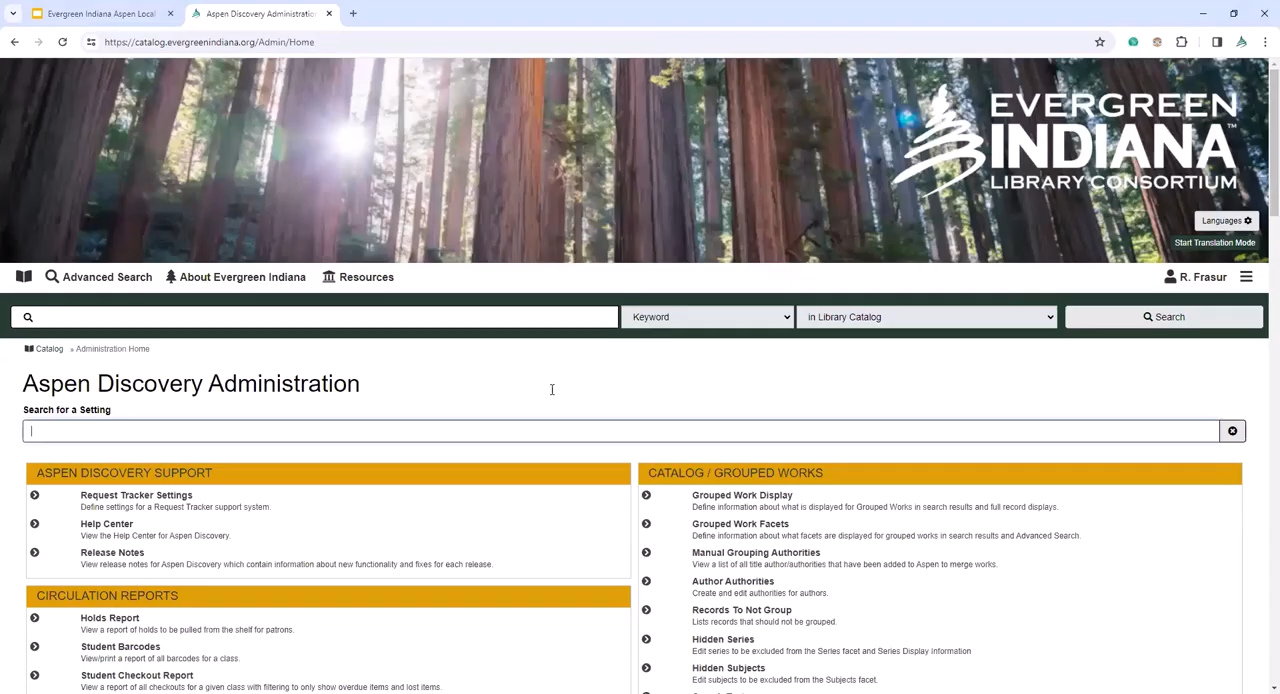 Evergreen Indiana Aspen Local
Aspen Discovery Administration
https://catalog.evergreenindiana.org/Admin/Home
EVERGREEN
INDIANA™
LIBRARY CONSORTIUM
Languages
Start Translation Mode
Advanced Search About Evergreen Indiana Resources R. Frasur
Keyword in Library Catalog Search
Catalog » Administration Home
Aspen Discovery Administration
Search for a Setting
ASPEN DISCOVERY SUPPORT
Request Tracker Settings
Define settings for a Request Tracker support system.
Help Center
View the Help Center for Aspen Discovery.
Release Notes
View release notes for Aspen Discovery which contain information about new functionality and fixes for each release.
CIRCULATION REPORTS
Holds Report
View a report of holds to be pulled from the shelf for patrons.
Student Barcodes
View/print a report of all barcodes for a class.
Student Checkout Report
View a report of all checkouts for a given class with filtering to only show overdue items and lost items.
CATALOG / GROUPED WORKS
Grouped Work Display
Define information about what is displayed for Grouped Works in search results and full record displays.
Grouped Work Facets
Define information about what facets are displayed for grouped works in search results and Advanced Search.
Manual Grouping Authorities
View a list of all title author/authorities that have been added to Aspen to merge works.
Author Authorities
Create and edit authorities for authors.
Records To Not Group
Lists records that should not be grouped.
Hidden Series
Edit series to be excluded from the Series facet and Series Display Information
Hidden Subjects
Edit subjects to be excluded from the Subjects facet.